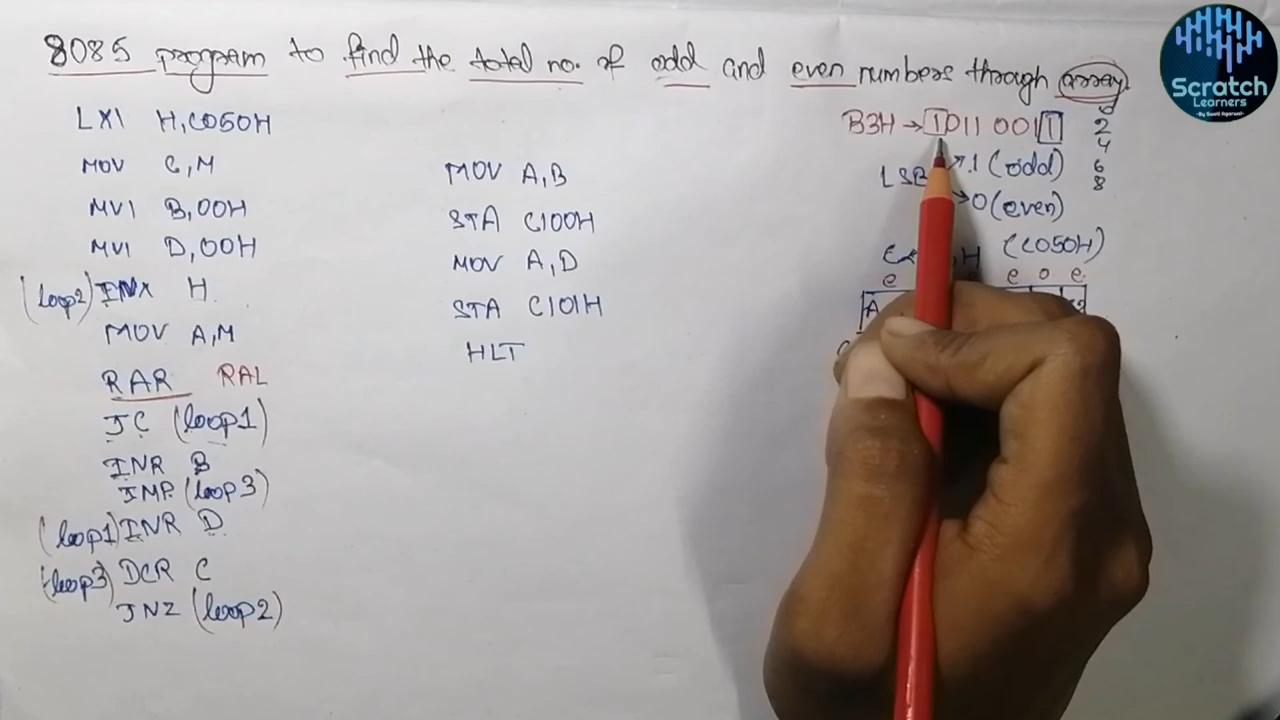 8085 program to find the total no. of odd and even numbers through array.
LXI H,C050H
MOV C,M
MVI B,00H
MVI D,00H
(loop2) INX H
MOV A,M
RAR RAL
JC (loop1)
INR B
JMP (loop3)
(loop1) INR D
(loop3) DCR C
JNZ (loop2)
MOV A,B
STA C100H
MOV A,D
STA C101H
HLT
B3H → 1011 0011
1 (odd)
0 (even)
H (C050H)
e e o e
A
2
4
6
8
Scratch
Learners
-By Swati Agarwal-